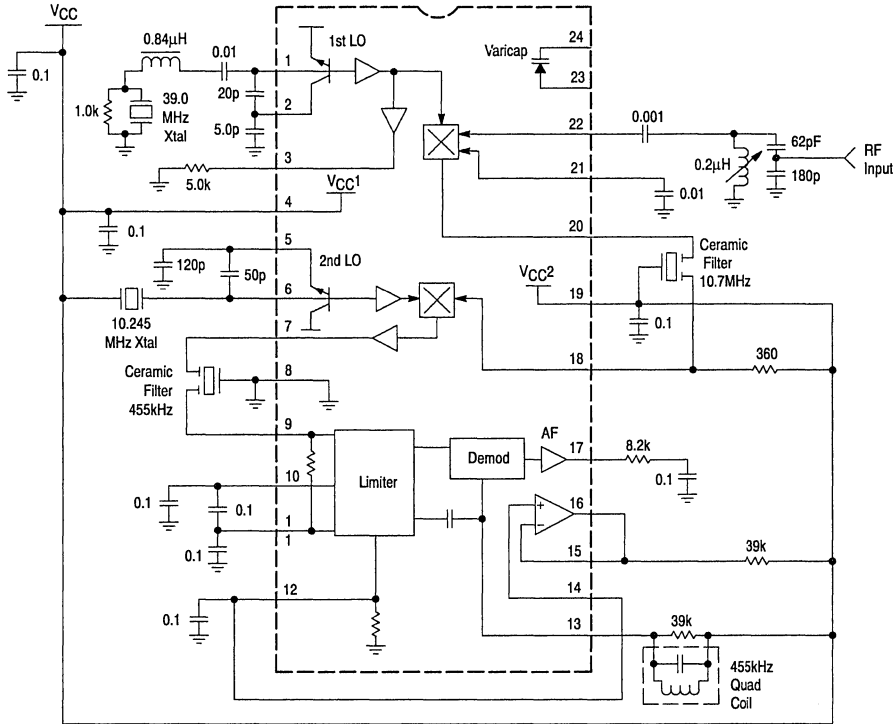 VCC
0.1
0.84µH
0.01
1.0k
39.0
MHz
Xtal
20p
5.0p
5.0k
1
2
3
4
5
6
7
8
9
10
1
1
12
1st LO
VCC1
0.1
120p
50p
2nd LO
10.245
MHz Xtal
Ceramic
Filter
455kHz
0.1
0.1
0.1
0.1
Limiter
Demod
AF
+
−
Varicap
24
23
22
21
20
19
18
17
16
15
14
13
VCC2
0.001
0.2µH
62pF
180p
RF
Input
0.01
Ceramic
Filter
10.7MHz
0.1
360
8.2k
0.1
39k
39k
455kHz
Quad
Coil